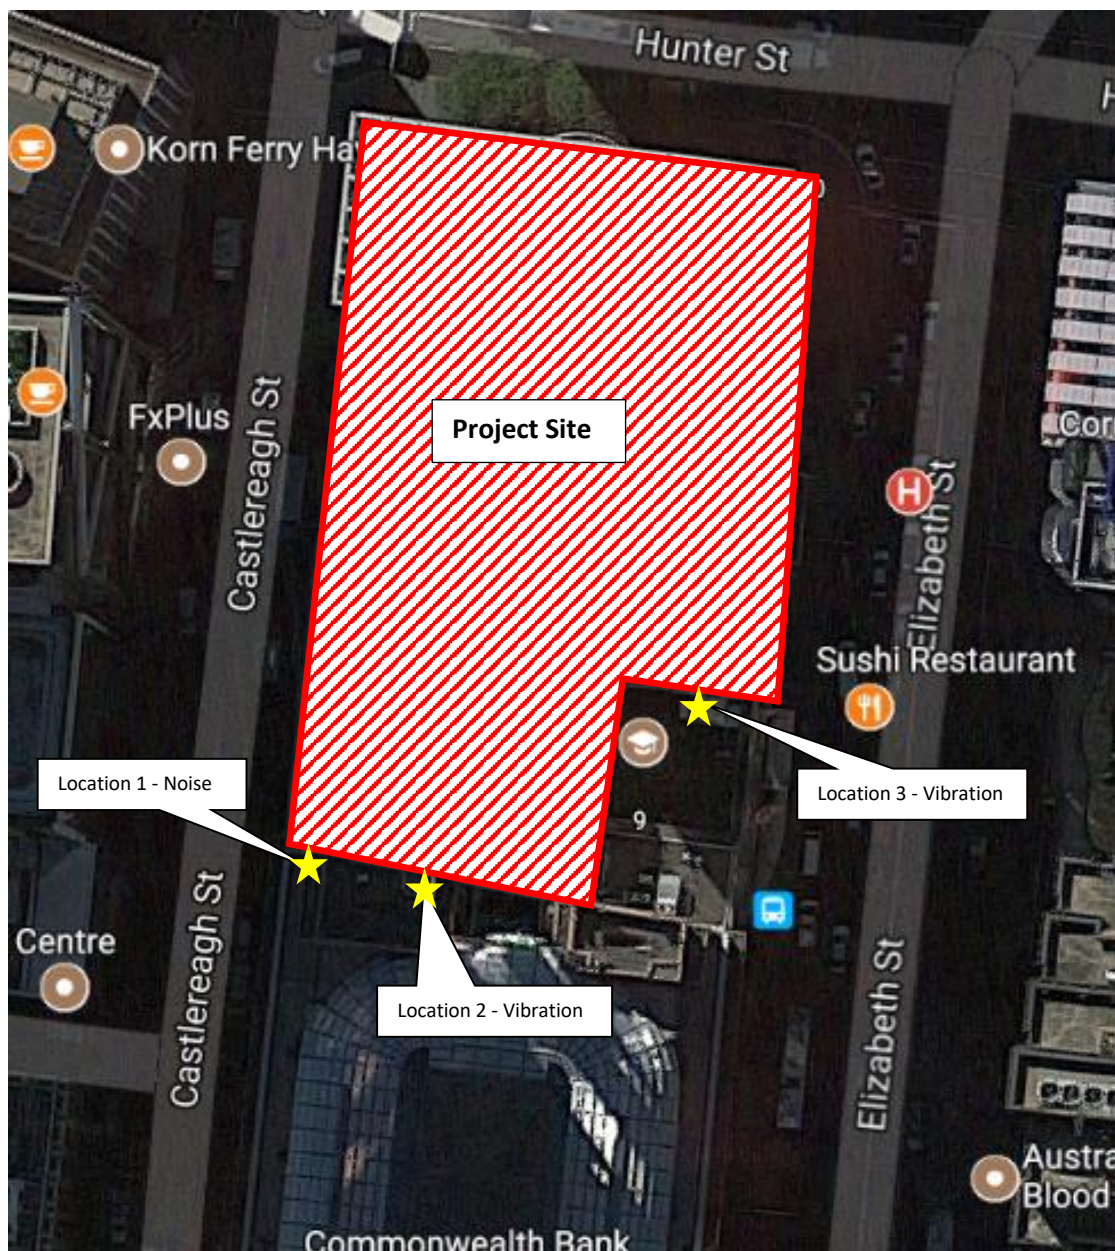 Hunter St
Korn Ferry Ha
FxPlus
Castlereagh St
Project Site
H
Elizabeth St
Cor
Sushi Restaurant
Location 1 - Noise
Location 3 - Vibration
9
Castlereagh St
Centre
Location 2 - Vibration
Elizabeth St
Austra
Blood
Commonwealth Bank